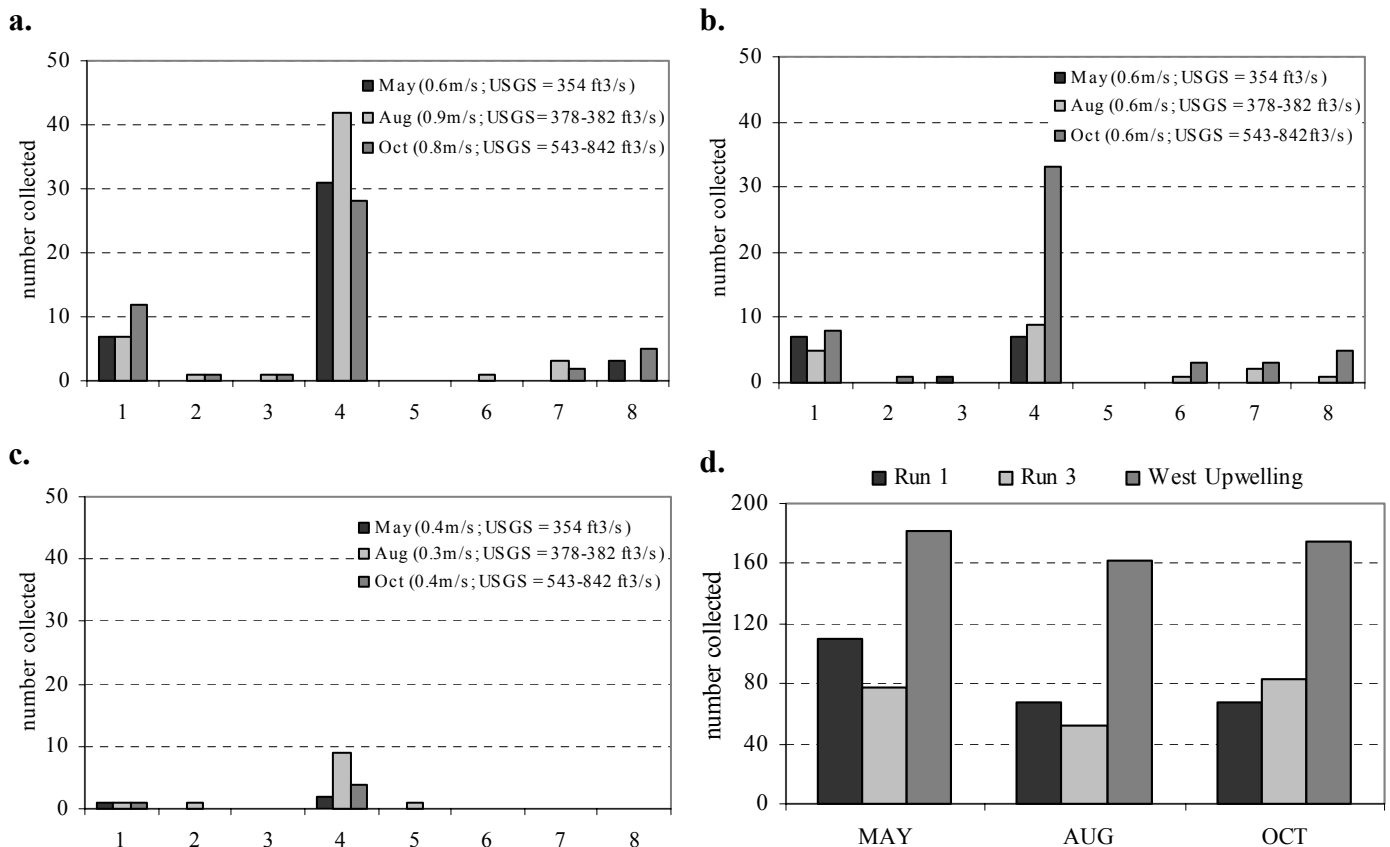 a.
50
40
30
20
10
0
number collected
May (0.6m/s; USGS = 354 ft3/s)
Aug (0.9m/s; USGS = 378-382 ft3/s)
Oct (0.8m/s; USGS = 543-842 ft3/s)
1 2 3 4 5 6 7 8
b.
50
40
30
20
10
0
number collected
May (0.6m/s; USGS = 354 ft3/s)
Aug (0.6m/s; USGS = 378-382 ft3/s)
Oct (0.6m/s; USGS = 543-842ft3/s)
1 2 3 4 5 6 7 8
c.
50
40
30
20
10
0
number collected
May (0.4m/s; USGS = 354 ft3/s)
Aug (0.3m/s; USGS = 378-382 ft3/s)
Oct (0.4m/s; USGS = 543-842 ft3/s)
1 2 3 4 5 6 7 8
d.
Run 1 Run 3 West Upwelling
200
160
120
80
40
0
number collected
MAY AUG OCT